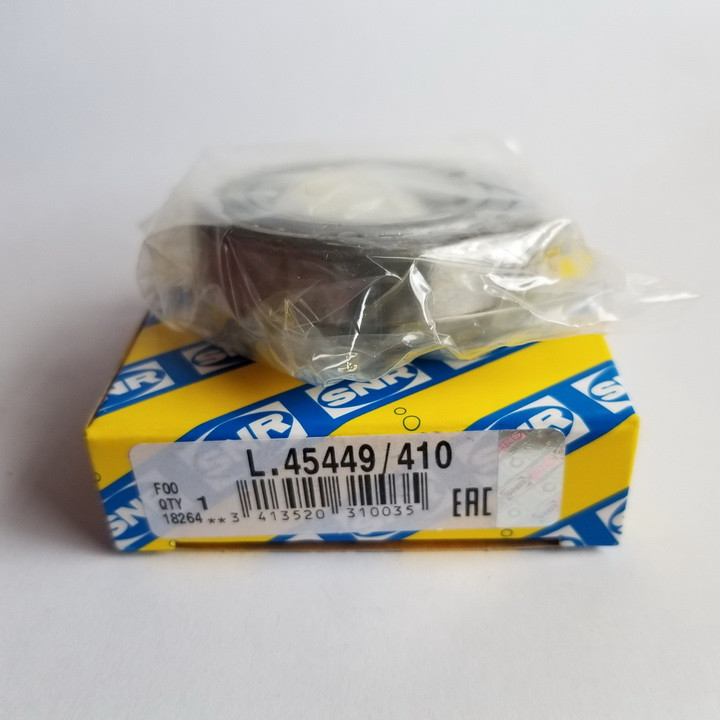 SNR
SNR
SNR
SNR
SNR
L.45449/410
F00
QTY 1
18264 ** 3 413520 310035
EAC